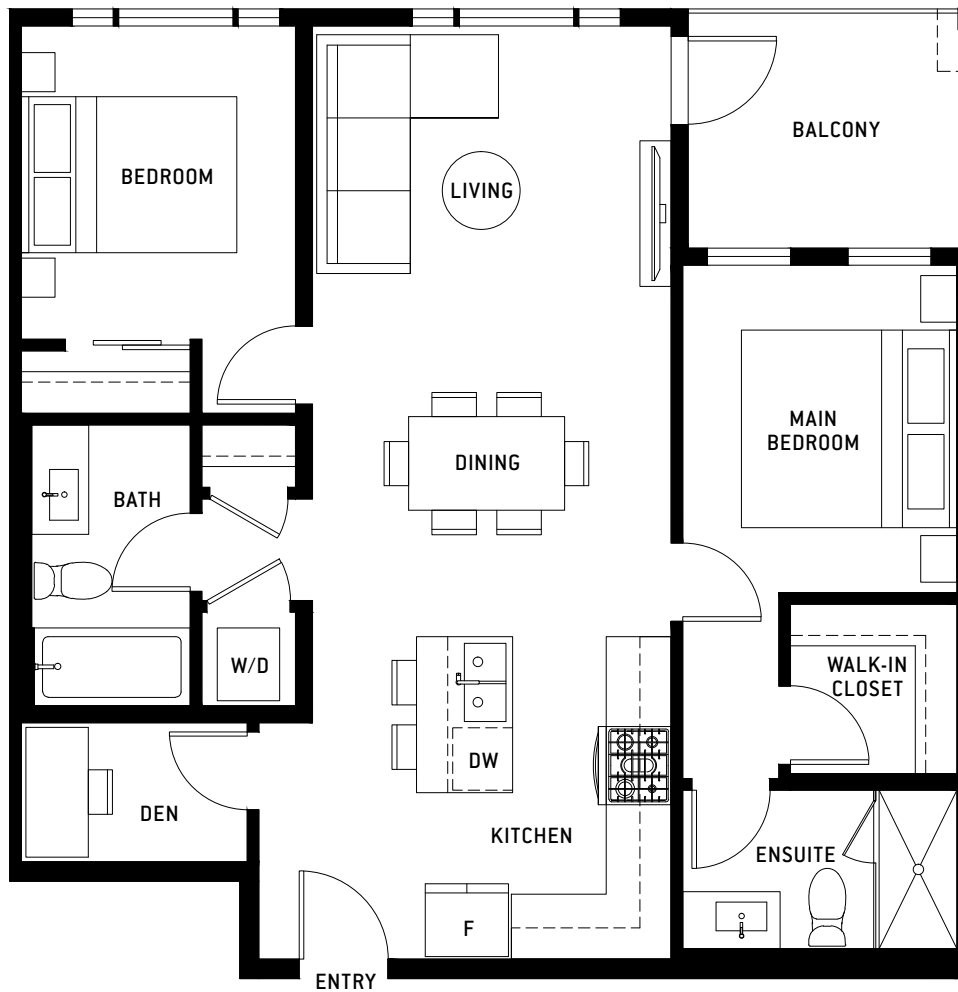 BALCONY
BEDROOM
LIVING
MAIN
BEDROOM
DINING
BATH
W/D
WALK-IN
CLOSET
DW
DEN
KITCHEN
ENSUITE
F
ENTRY